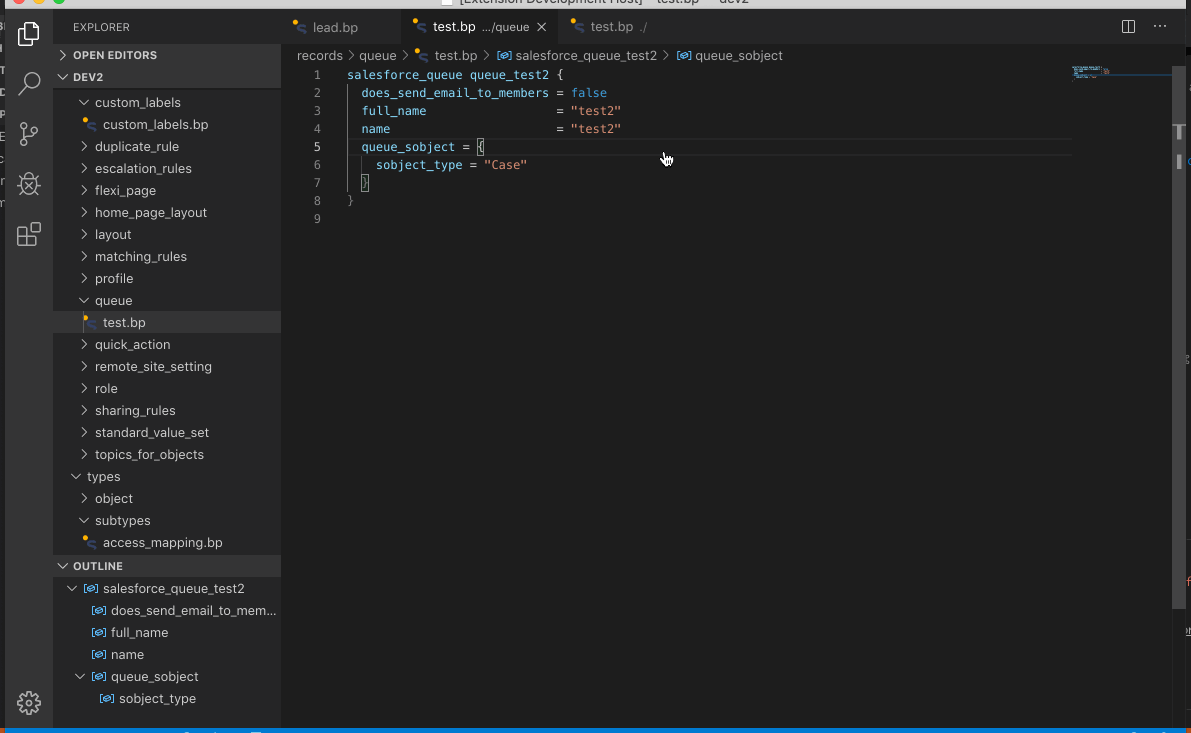 [Extension Development Host] — test.bp — dev2
EXPLORER
OPEN EDITORS
DEV2
custom_labels
custom_labels.bp
duplicate_rule
escalation_rules
flexi_page
home_page_layout
layout
matching_rules
profile
queue
test.bp
quick_action
remote_site_setting
role
sharing_rules
standard_value_set
topics_for_objects
types
object
subtypes
access_mapping.bp
OUTLINE
salesforce_queue_test2
does_send_email_to_mem...
full_name
name
queue_sobject
sobject_type
lead.bp
test.bp .../queue
test.bp ./
records > queue > test.bp > salesforce_queue_test2 > queue_sobject
1 salesforce_queue queue_test2 {
2 does_send_email_to_members = false
3 full_name = "test2"
4 name = "test2"
5 queue_sobject = {
6 sobject_type = "Case"
7 }
8 }
9